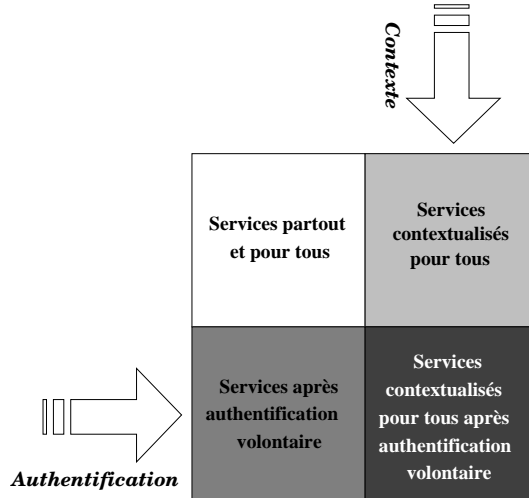 Contexte
Services partout
et pour tous
Services
contextualisés
pour tous
Services après
authentification
volontaire
Services
contextualisés
pour tous après
authentification
volontaire
Authentification